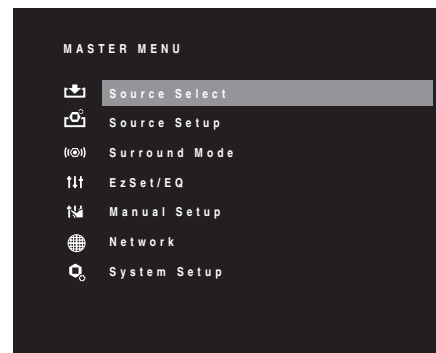 MASTER MENU
Source Select
Source Setup
Surround Mode
EzSet/EQ
Manual Setup
Network
System Setup